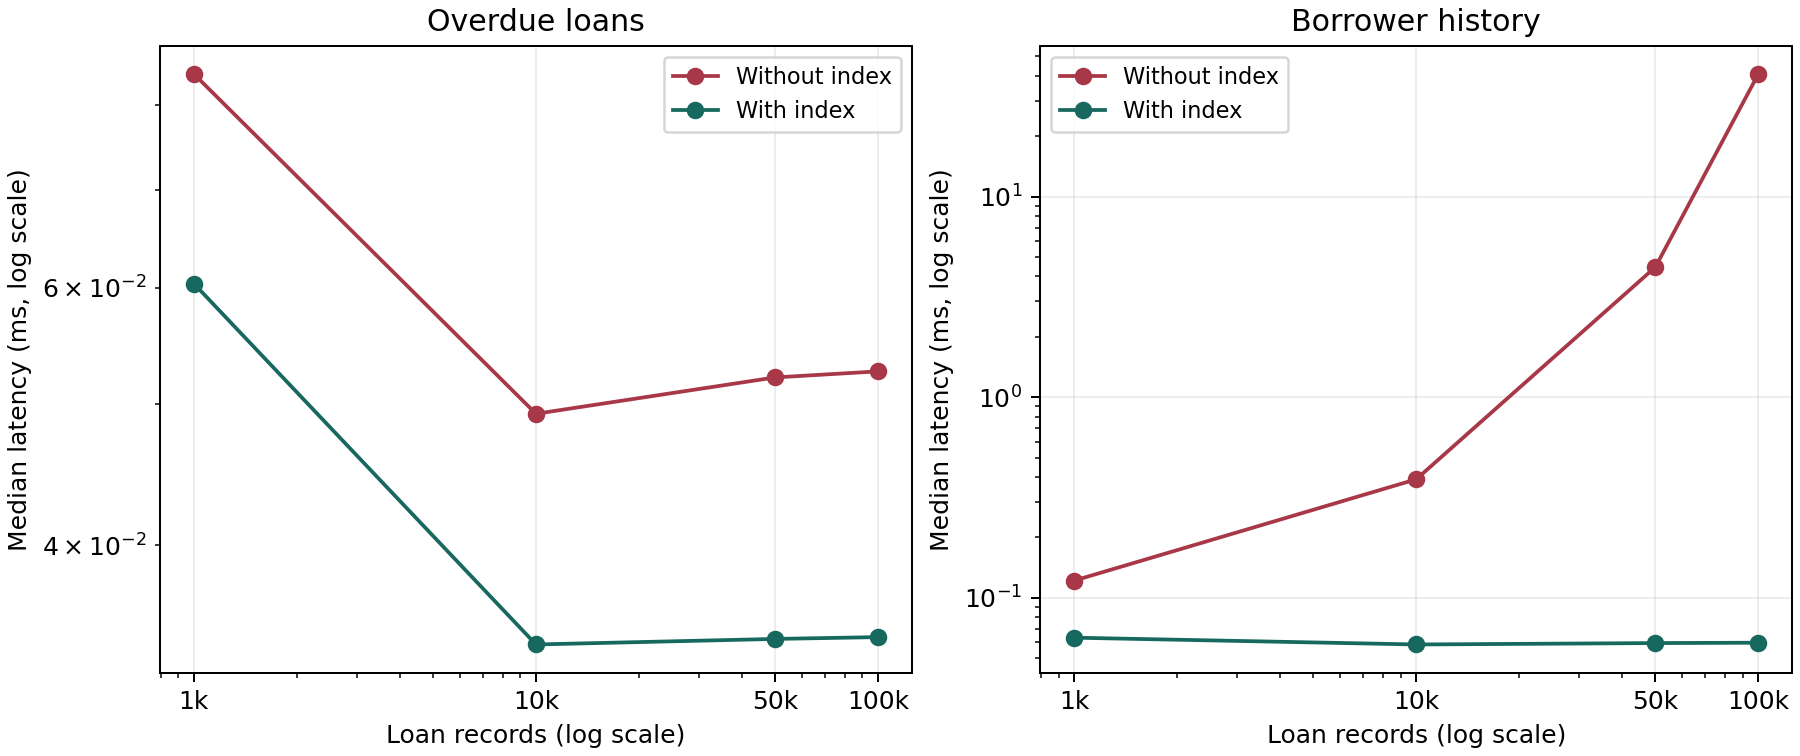 Overdue loans
Without index
With index
Median latency (ms, log scale)
6 × 10⁻²
4 × 10⁻²
1k
10k
50k
100k
Loan records (log scale)
Borrower history
Without index
With index
Median latency (ms, log scale)
10¹
10⁰
10⁻¹
1k
10k
50k
100k
Loan records (log scale)